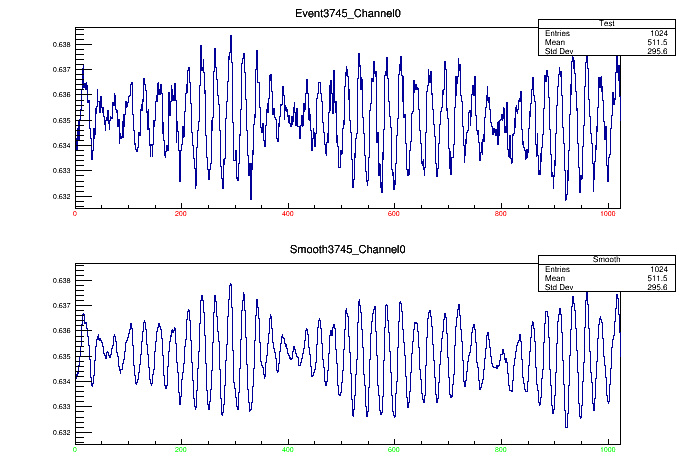 Event3745_Channel0
Test
Entries 1024
Mean 511.5
Std Dev 295.6
0.638
0.637
0.636
0.635
0.634
0.633
0.632
0 200 400 600 800 1000
Smooth3745_Channel0
Smooth
Entries 1024
Mean 511.5
Std Dev 295.6
0.638
0.637
0.636
0.635
0.634
0.633
0.632
0 200 400 600 800 1000